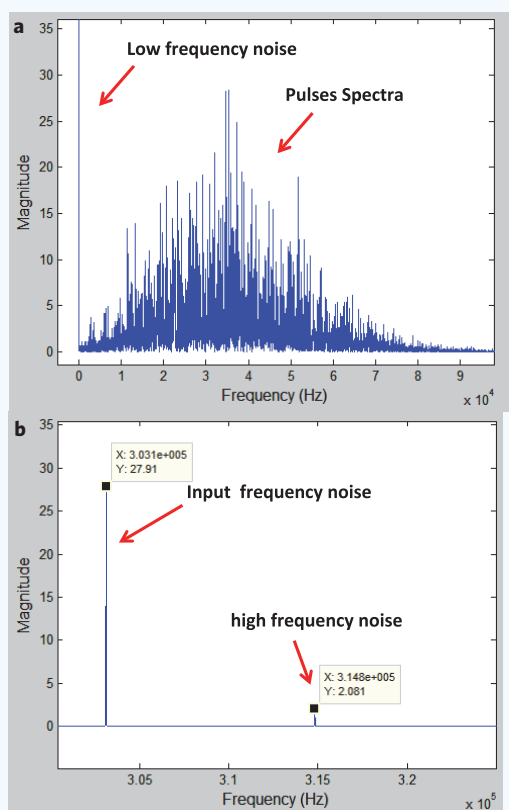 a
Low frequency noise
Pulses Spectra
Magnitude
35
30
25
20
15
10
5
0
0 1 2 3 4 5 6 7 8 9
Frequency (Hz)
x 10^4
b
X: 3.031e+005
Y: 27.91
Input frequency noise
high frequency noise
X: 3.148e+005
Y: 2.081
Magnitude
35
30
25
20
15
10
5
0
3.05 3.1 3.15 3.2
Frequency (Hz)
x 10^5